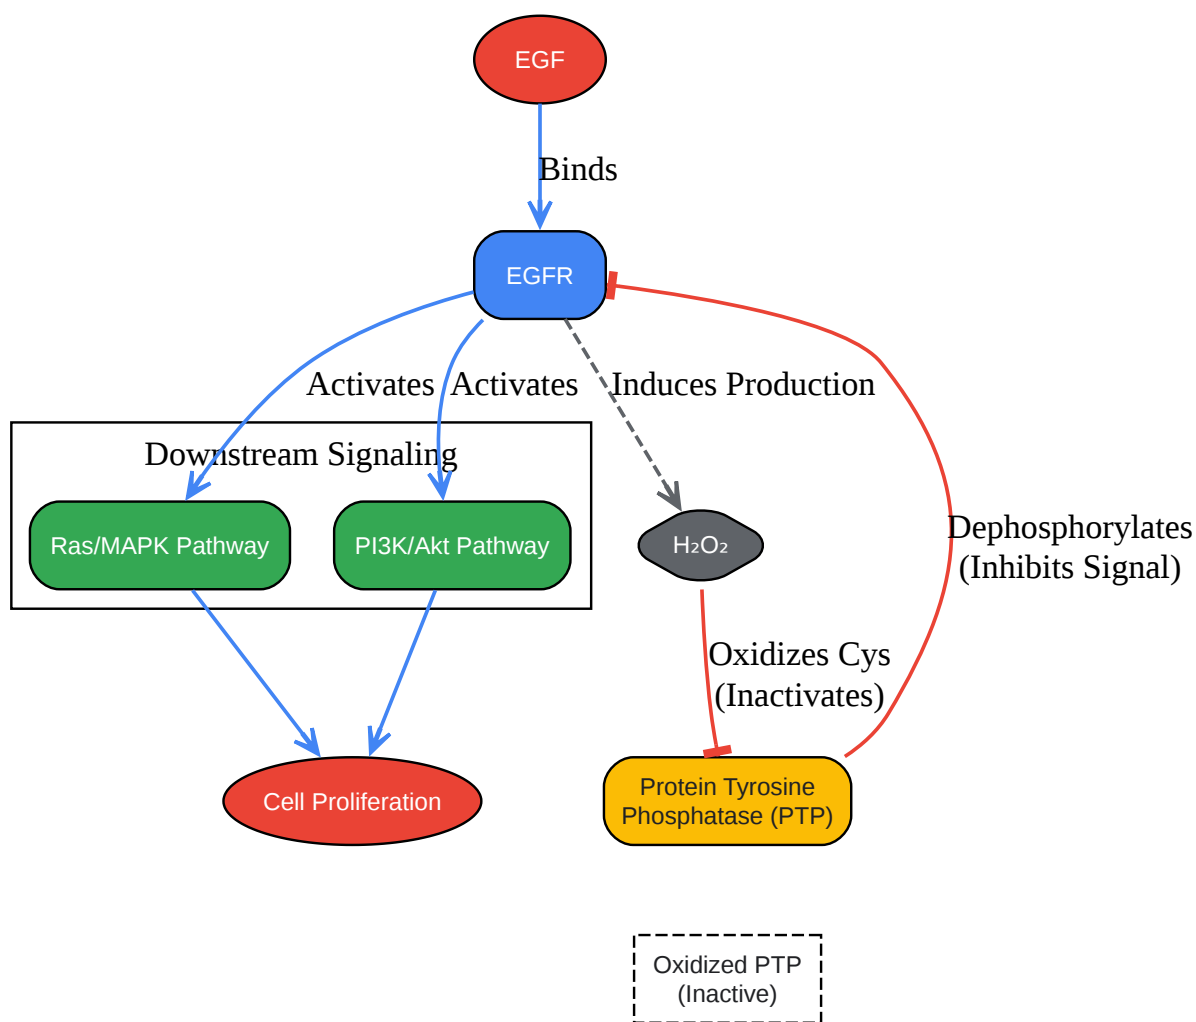 EGF
Binds
EGFR
Activates
Activates
Induces Production
Downstream Signaling
Ras/MAPK Pathway
PI3K/Akt Pathway
H₂O₂
Dephosphorylates
(Inhibits Signal)
Oxidizes Cys
(Inactivates)
Cell Proliferation
Protein Tyrosine
Phosphatase (PTP)
Oxidized PTP
(Inactive)